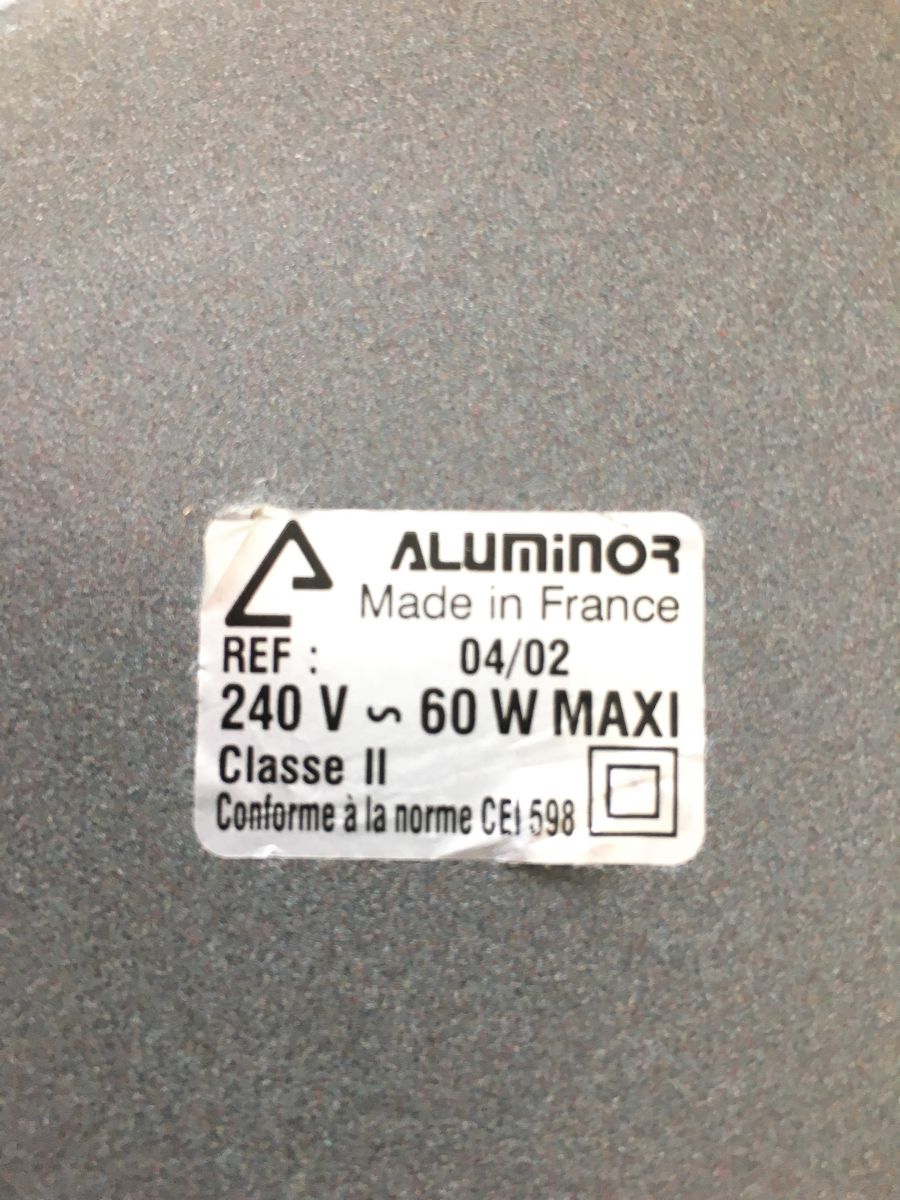 ALUMiNOR
Made in France
REF : 04/02
240 V ~ 60 W MAXI
Classe II
Conforme à la norme CEI 598